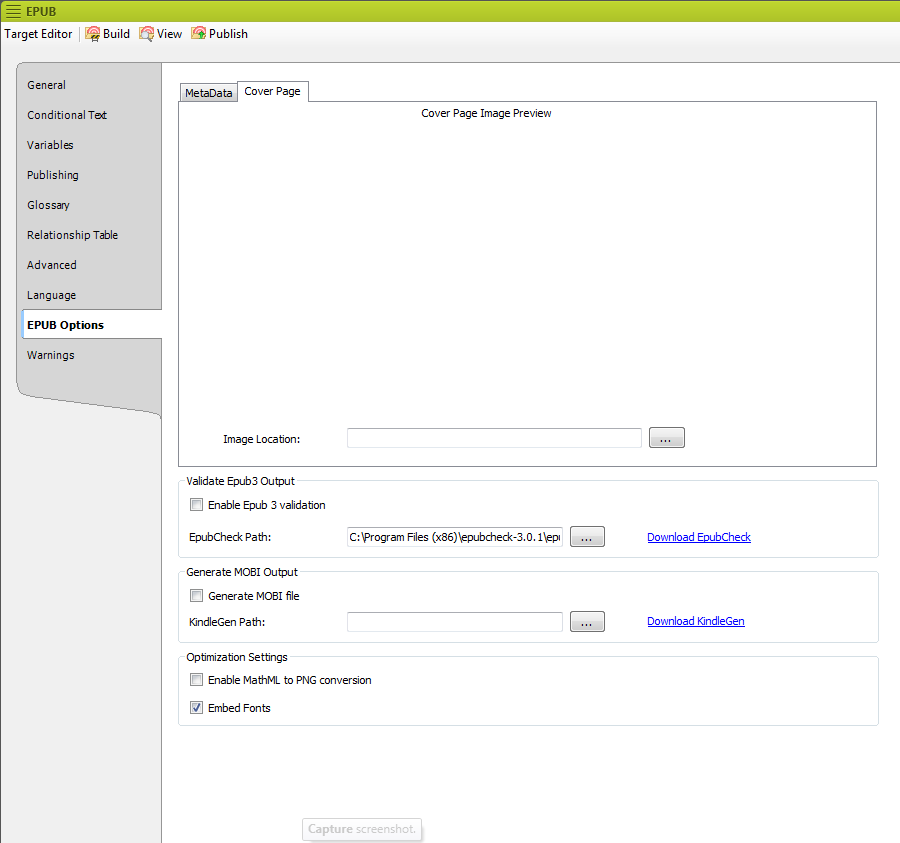 EPUB
Target Editor Build View Publish
General
Conditional Text
Variables
Publishing
Glossary
Relationship Table
Advanced
Language
EPUB Options
Warnings
MetaData Cover Page
Cover Page Image Preview
Image Location: ...
Validate Epub3 Output
Enable Epub 3 validation
EpubCheck Path: C:\Program Files (x86)\epubcheck-3.0.1\epu ... Download EpubCheck
Generate MOBI Output
Generate MOBI file
KindleGen Path: ... Download KindleGen
Optimization Settings
Enable MathML to PNG conversion
Embed Fonts
Capture screenshot.